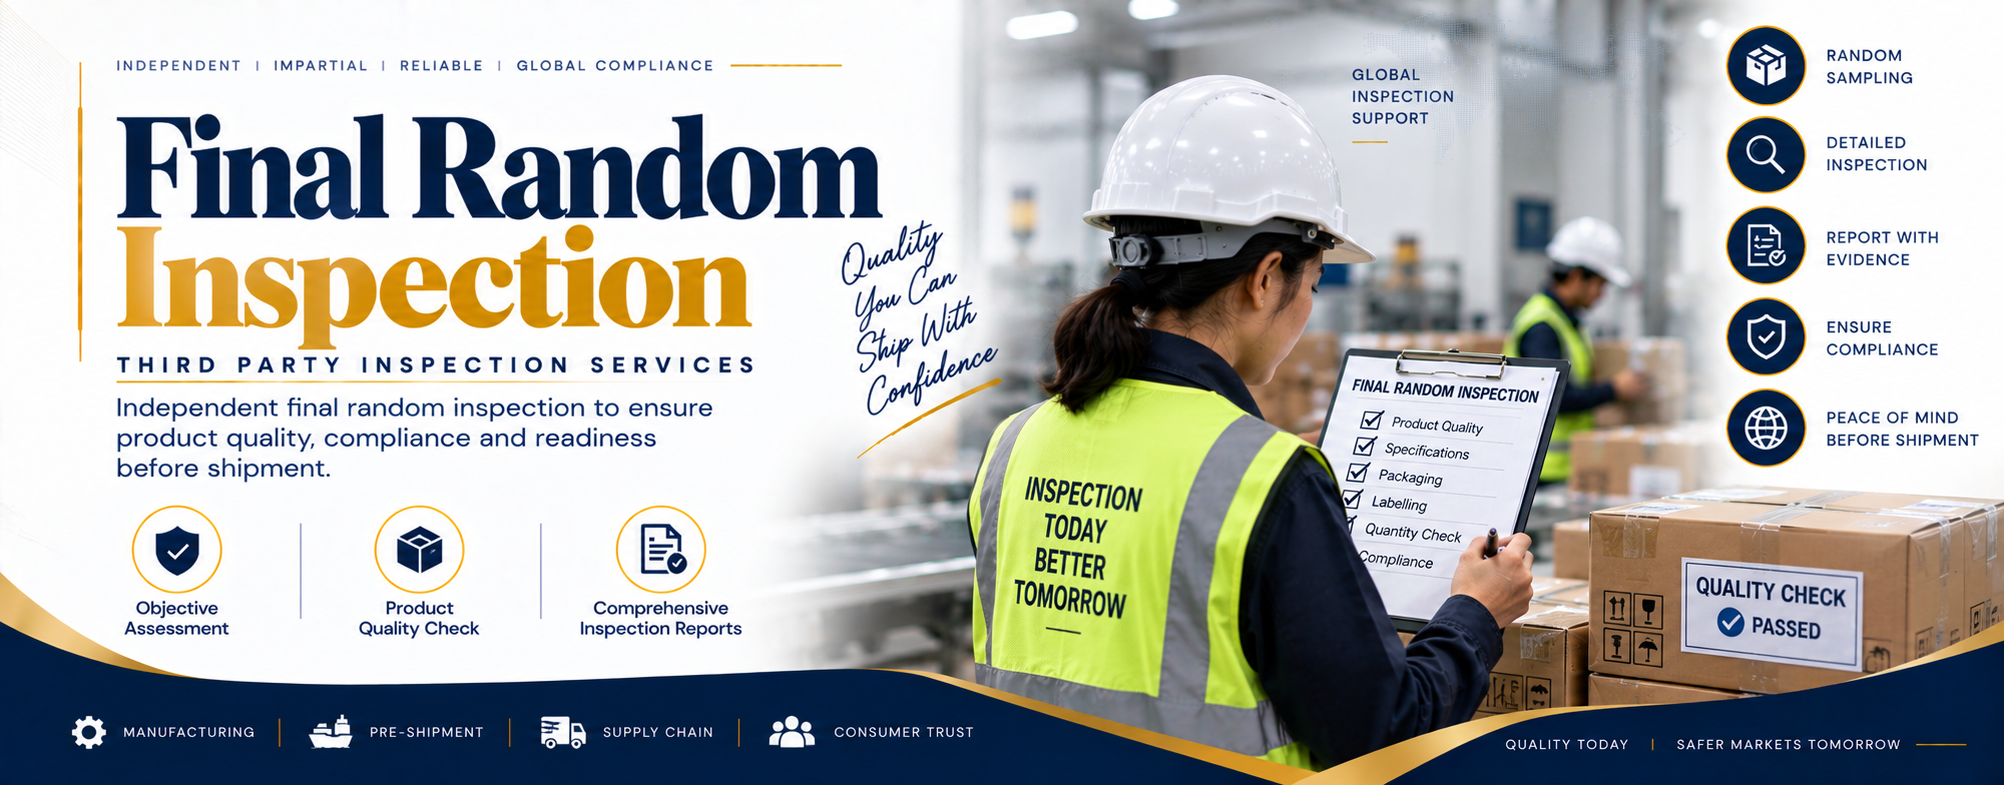 INDEPENDENT | IMPARTIAL | RELIABLE | GLOBAL COMPLIANCE
Final Random
Inspection
THIRD PARTY INSPECTION SERVICES
Independent final random inspection to ensure
product quality, compliance and readiness
before shipment.
Objective
Assessment
Product
Quality Check
Comprehensive
Inspection Reports
Quality
You Can
Ship With
Confidence
GLOBAL
INSPECTION
SUPPORT
INSPECTION
TODAY
BETTER
TOMORROW
FINAL RANDOM INSPECTION
Product Quality
Specifications
Packaging
Labelling
Quantity Check
Compliance
QUALITY CHECK
PASSED
RANDOM
SAMPLING
DETAILED
INSPECTION
REPORT WITH
EVIDENCE
ENSURE
COMPLIANCE
PEACE OF MIND
BEFORE SHIPMENT
MANUFACTURING | PRE-SHIPMENT | SUPPLY CHAIN | CONSUMER TRUST
QUALITY TODAY | SAFER MARKETS TOMORROW